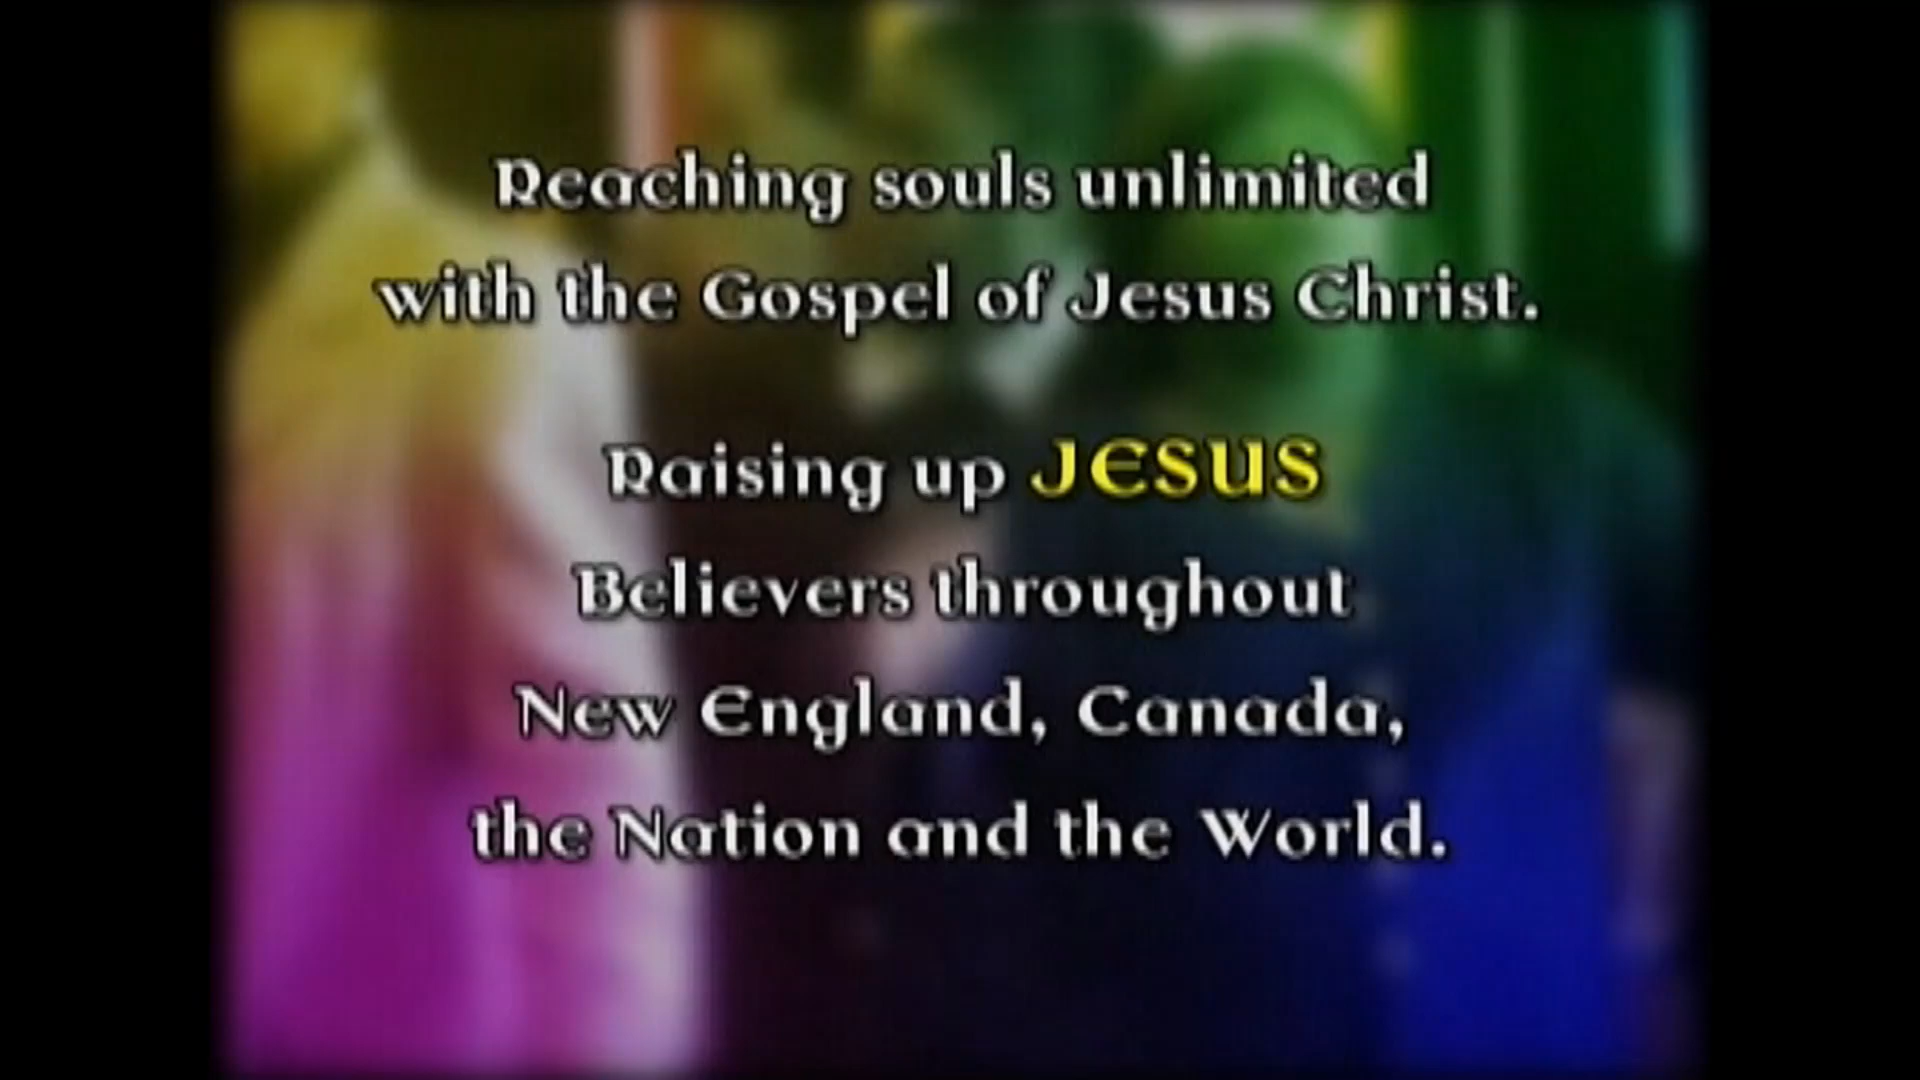 Reaching souls unlimited
with the Gospel of Jesus Christ.
Raising up JESUS
Believers throughout
New England, Canada,
the Nation and the World.